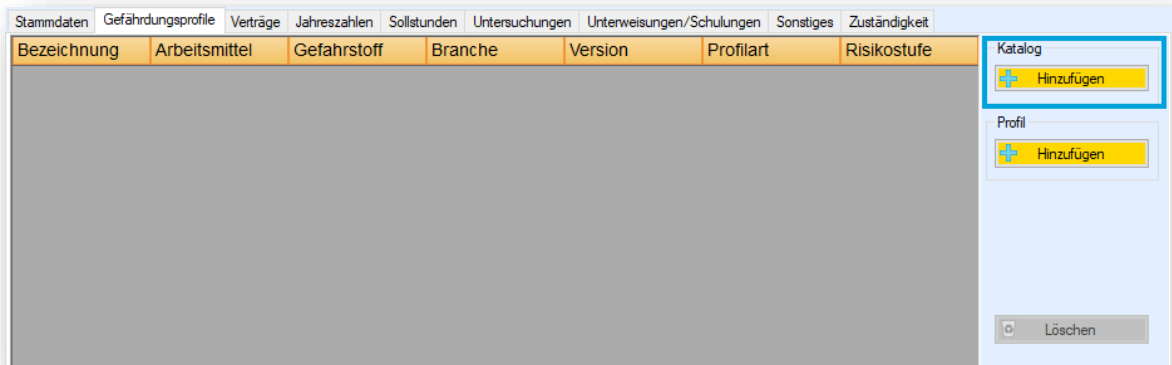 Stammdaten Gefährdungsprofile Verträge Jahreszahlen Sollstunden Untersuchungen Unterweisungen/Schulungen Sonstiges Zuständigkeit
Bezeichnung Arbeitsmittel Gefahrstoff Branche Version Profilart Risikostufe
Katalog
Hinzufügen
Profil
Hinzufügen
Löschen